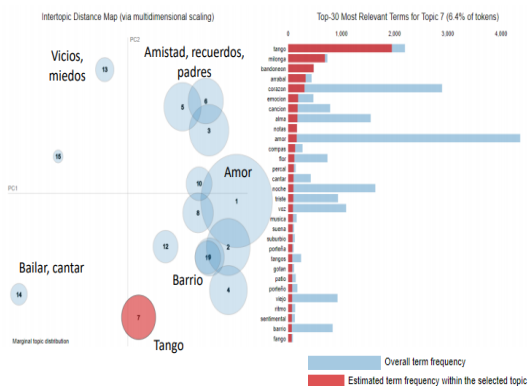 Intertopic Distance Map (via multidimensional scaling)
PC2
PC1
Vicios,
miedos
Amistad, recuerdos,
padres
Amor
Barrio
Bailar, cantar
Tango
13
5
6
3
15
10
1
8
12
2
4
14
7
Marginal topic distribution
Top-30 Most Relevant Terms for Topic 7 (6.4% of tokens)
0 1,000 2,000 3,000 4,000
tango
milonga
bandoneon
arrabal
corazon
emocion
cancion
alma
notas
amor
compas
flor
percal
cantar
noche
triste
voz
musica
suena
suburbio
porteña
tangos
gotan
patio
porteño
viejo
ritmo
sentimental
barrio
fango
Overall term frequency
Estimated term frequency within the selected topic